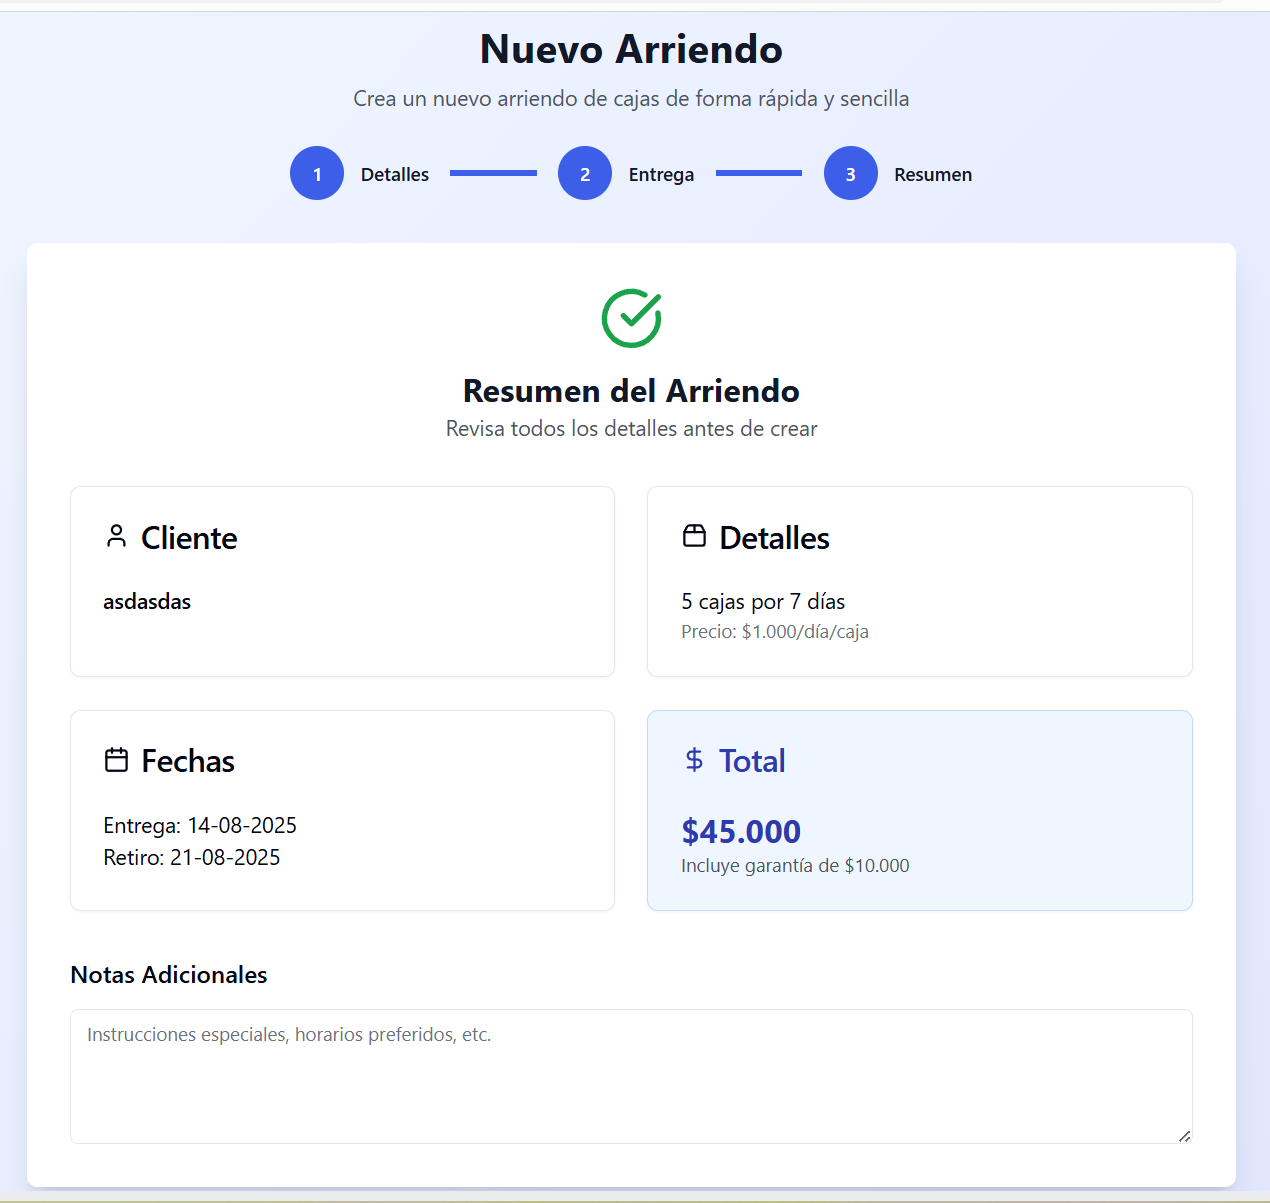 Nuevo Arriendo
Crea un nuevo arriendo de cajas de forma rápida y sencilla
1 Detalles 2 Entrega 3 Resumen
Resumen del Arriendo
Revisa todos los detalles antes de crear
Cliente
asdasdas
Detalles
5 cajas por 7 días
Precio: $1.000/día/caja
Fechas
Entrega: 14-08-2025
Retiro: 21-08-2025
$ Total
$45.000
Incluye garantía de $10.000
Notas Adicionales
Instrucciones especiales, horarios preferidos, etc.